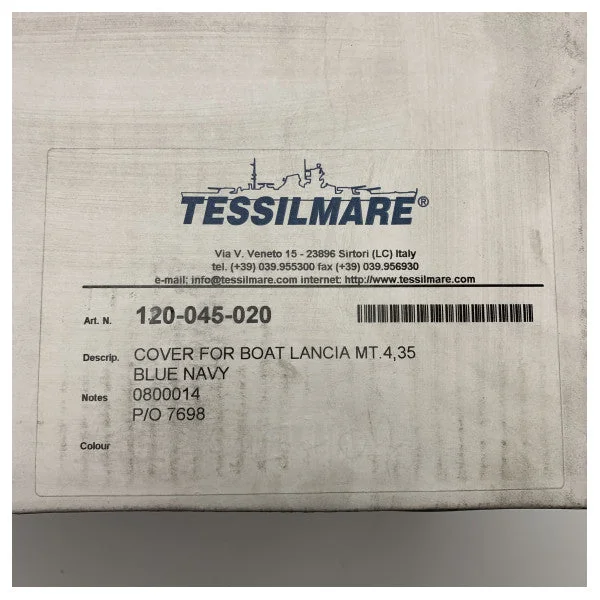 TESSILMARE®
Via V. Veneto 15 - 23896 Sirtori (LC) Italy
tel. (+39) 039.955300 fax (+39) 039.956930
e-mail; info@tessilmare.com internet: http://www.tessilmare.com
Art. N. 120-045-020
Descrip. COVER FOR BOAT LANCIA MT.4,35
BLUE NAVY
Notes 0800014
P/O 7698
Colour